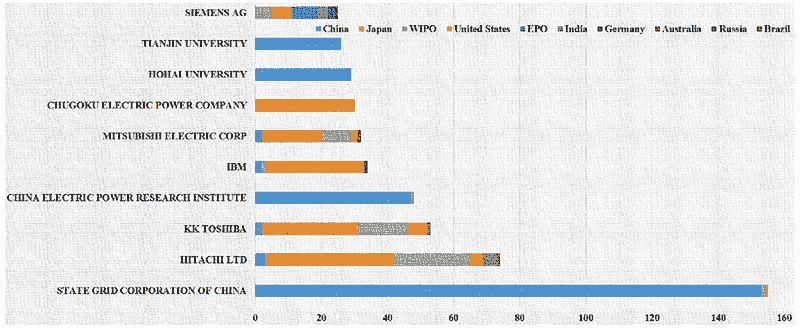 SIEMENS AG
China Japan WIPO United States EPO India Germany Australia Russia Brazil
TIANJIN UNIVERSITY
HOHAI UNIVERSITY
CHUGOKU ELECTRIC POWER COMPANY
MITSUBISHI ELECTRIC CORP
IBM
CHINA ELECTRIC POWER RESEARCH INSTITUTE
KK TOSHIBA
HITACHI LTD
STATE GRID CORPORATION OF CHINA
0 20 40 60 80 100 120 140 160